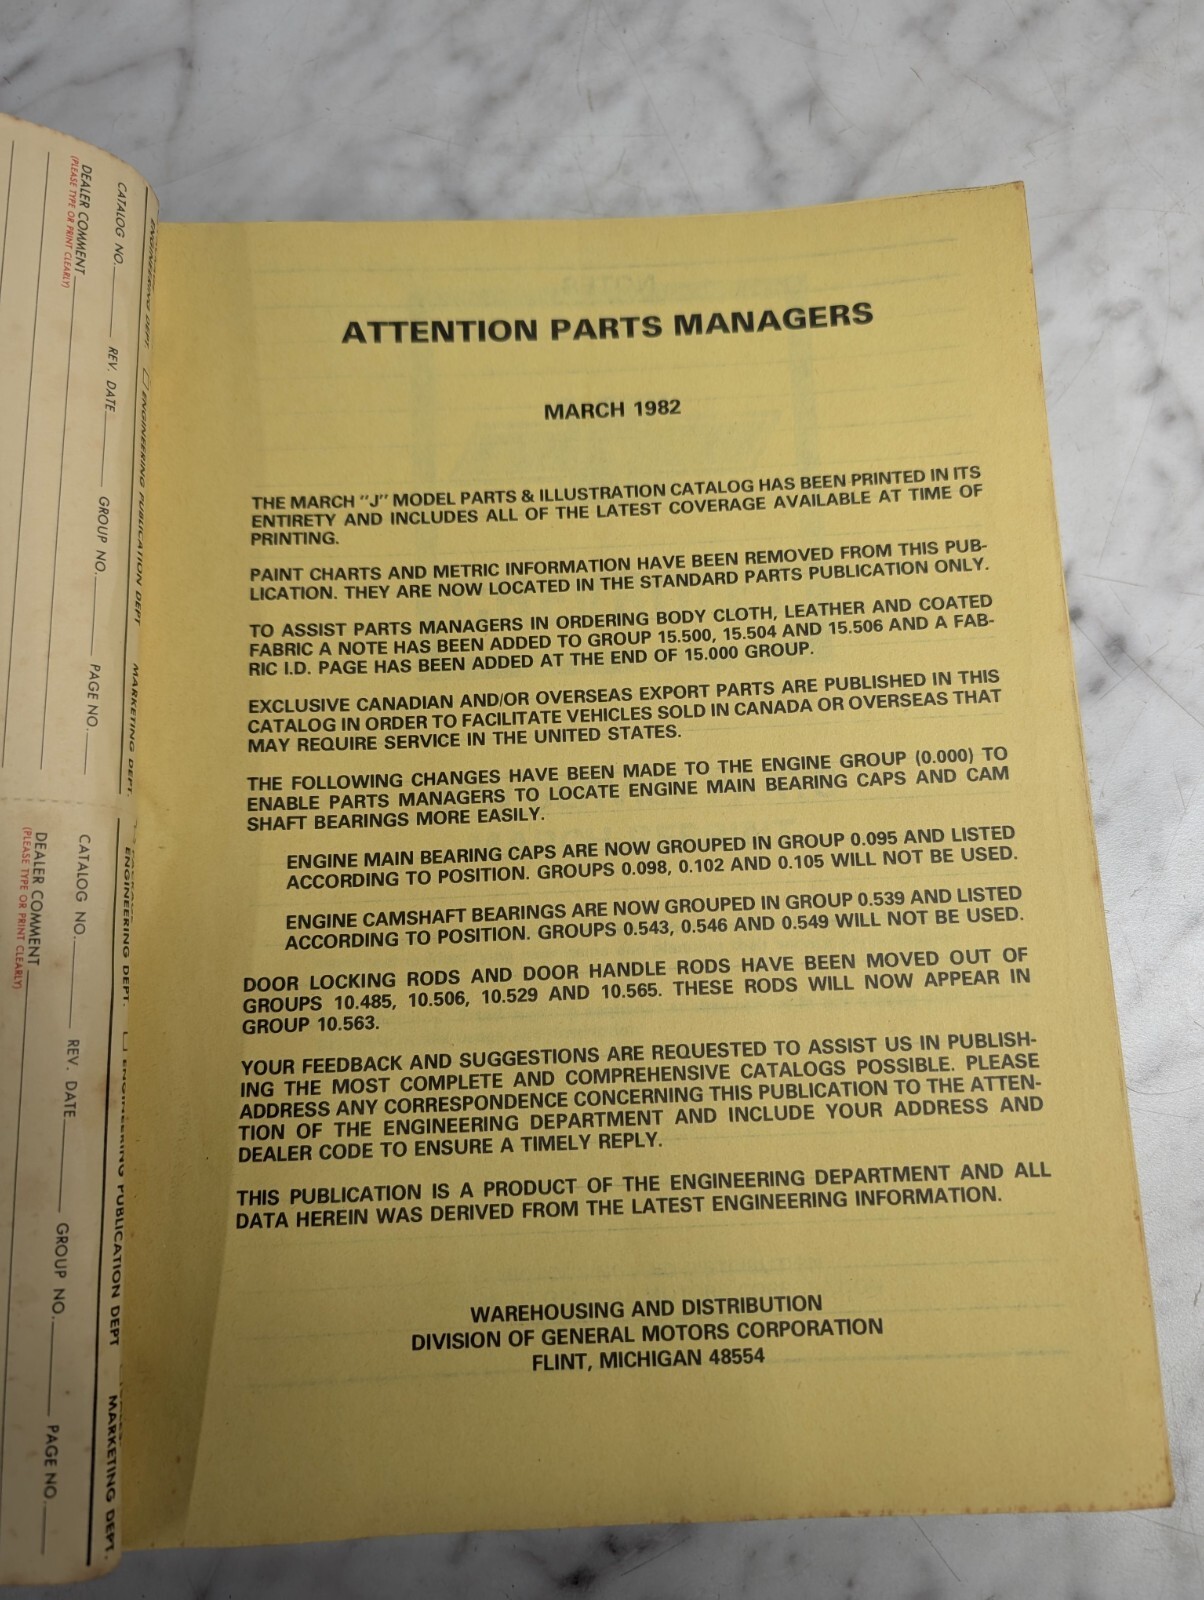 ATTENTION PARTS MANAGERS
MARCH 1982
THE MARCH "J" MODEL PARTS & ILLUSTRATION CATALOG HAS BEEN PRINTED IN ITS
ENTIRETY AND INCLUDES ALL OF THE LATEST COVERAGE AVAILABLE AT TIME OF
PRINTING.
PAINT CHARTS AND METRIC INFORMATION HAVE BEEN REMOVED FROM THIS PUB-
LICATION. THEY ARE NOW LOCATED IN THE STANDARD PARTS PUBLICATION ONLY.
TO ASSIST PARTS MANAGERS IN ORDERING BODY CLOTH, LEATHER AND COATED
FABRIC A NOTE HAS BEEN ADDED TO GROUP 15.500, 15.504 AND 15.506 AND A FAB-
RIC I.D. PAGE HAS BEEN ADDED AT THE END OF 15.000 GROUP.
EXCLUSIVE CANADIAN AND/OR OVERSEAS EXPORT PARTS ARE PUBLISHED IN THIS
CATALOG IN ORDER TO FACILITATE VEHICLES SOLD IN CANADA OR OVERSEAS THAT
MAY REQUIRE SERVICE IN THE UNITED STATES.
THE FOLLOWING CHANGES HAVE BEEN MADE TO THE ENGINE GROUP (0.000) TO
ENABLE PARTS MANAGERS TO LOCATE ENGINE MAIN BEARING CAPS AND CAM
SHAFT BEARINGS MORE EASILY.
ENGINE MAIN BEARING CAPS ARE NOW GROUPED IN GROUP 0.095 AND LISTED
ACCORDING TO POSITION. GROUPS 0.098, 0.102 AND 0.105 WILL NOT BE USED.
ENGINE CAMSHAFT BEARINGS ARE NOW GROUPED IN GROUP 0.539 AND LISTED
ACCORDING TO POSITION. GROUPS 0.543, 0.546 AND 0.549 WILL NOT BE USED.
DOOR LOCKING RODS AND DOOR HANDLE RODS HAVE BEEN MOVED OUT OF
GROUPS 10.485, 10.506, 10.529 AND 10.565. THESE RODS WILL NOW APPEAR IN
GROUP 10.563.
YOUR FEEDBACK AND SUGGESTIONS ARE REQUESTED TO ASSIST US IN PUBLISH-
ING THE MOST COMPLETE AND COMPREHENSIVE CATALOGS POSSIBLE. PLEASE
ADDRESS ANY CORRESPONDENCE CONCERNING THIS PUBLICATION TO THE ATTEN-
TION OF THE ENGINEERING DEPARTMENT AND INCLUDE YOUR ADDRESS AND
DEALER CODE TO ENSURE A TIMELY REPLY.
THIS PUBLICATION IS A PRODUCT OF THE ENGINEERING DEPARTMENT AND ALL
DATA HEREIN WAS DERIVED FROM THE LATEST ENGINEERING INFORMATION.
WAREHOUSING AND DISTRIBUTION
DIVISION OF GENERAL MOTORS CORPORATION
FLINT, MICHIGAN 48554
ENGINEERING DEPT. ENGINEERING PUBLICATION DEPT MARKETING DEPT.
CATALOG NO. REV. DATE GROUP NO. PAGE NO.
DEALER COMMENT
(PLEASE TYPE OR PRINT CLEARLY)
ENGINEERING DEPT. ENGINEERING PUBLICATION DEPT MARKETING DEPT.
CATALOG NO. REV. DATE GROUP NO. PAGE NO.
DEALER COMMENT
(PLEASE TYPE OR PRINT CLEARLY)